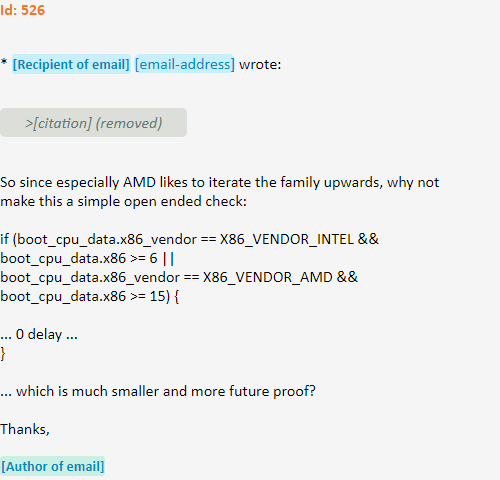 Id: 526
* [Recipient of email] [email-address] wrote:
>[citation] (removed)
So since especially AMD likes to iterate the family upwards, why not
make this a simple open ended check:
if (boot_cpu_data.x86_vendor == X86_VENDOR_INTEL &&
boot_cpu_data.x86 >= 6 ||
boot_cpu_data.x86_vendor == X86_VENDOR_AMD &&
boot_cpu_data.x86 >= 15) {
... 0 delay ...
}
... which is much smaller and more future proof?
Thanks,
[Author of email]